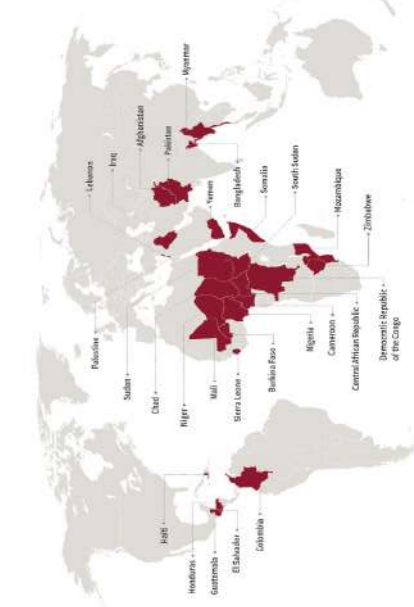 Haiti
Honduras
Guatemala
El Salvador
Colombia
Palestine
Sudan
Chad
Niger
Mali
Sierra Leone
Burkina Faso
Nigeria
Cameroon
Central African Republic
Democratic Republic
of the Congo
Lebanon
Iraq
Afghanistan
Pakistan
Myanmar
Yemen
Bangladesh
Somalia
South Sudan
Mozambique
Zimbabwe